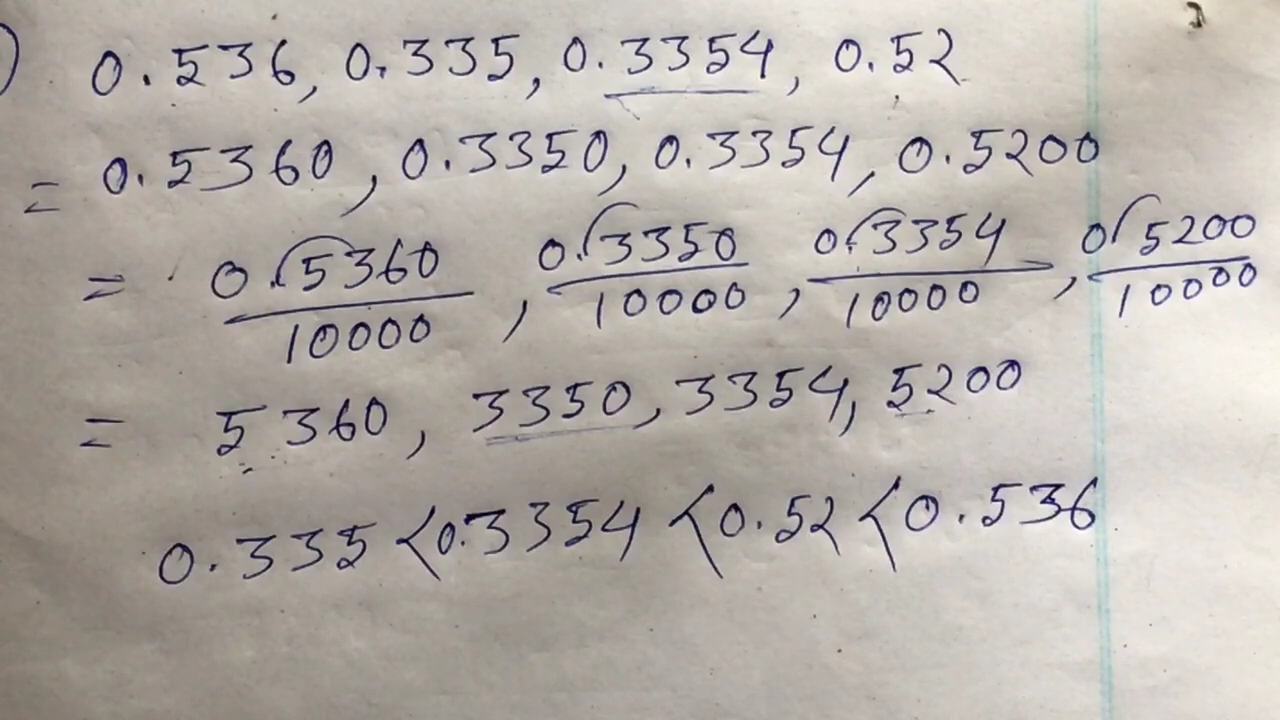 ) 0.536, 0.335, 0.3354, 0.52
= 0.5360, 0.3350, 0.3354, 0.5200
= 0.5360/10000, 0.3350/10000, 0.3354/10000, 0.5200/10000
= 5360, 3350, 3354, 5200
0.335 < 0.3354 < 0.52 < 0.536